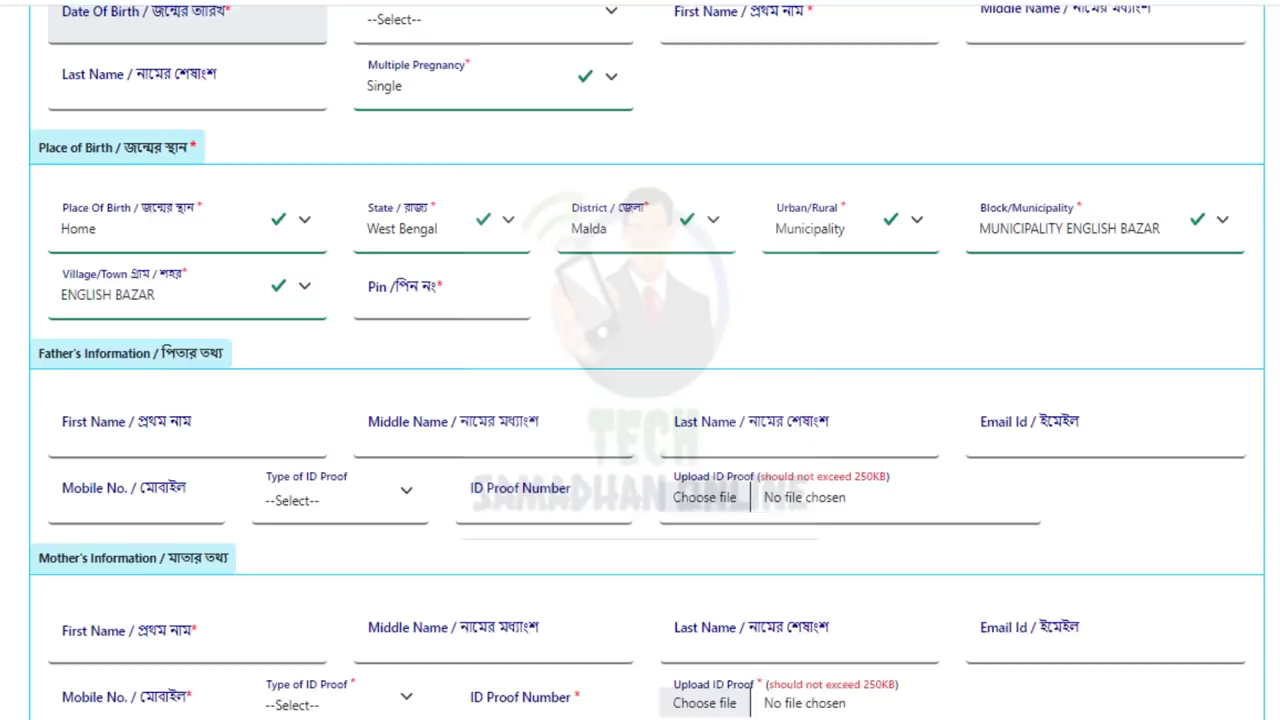 Date Of Birth / জন্মের তারিখ*
--Select--
First Name / প্রথম নাম *
Middle Name / নামের মধ্যাংশ
Last Name / নামের শেষাংশ
Multiple Pregnancy*
Single
Place of Birth / জন্মের স্থান *
Place Of Birth / জন্মের স্থান *
Home
State / রাজ্য *
West Bengal
District / জেলা*
Malda
Urban/Rural *
Municipality
Block/Municipality *
MUNICIPALITY ENGLISH BAZAR
Village/Town গ্রাম / শহর*
ENGLISH BAZAR
Pin /পিন নং*
Father's Information / পিতার তথ্য
First Name / প্রথম নাম
Middle Name / নামের মধ্যাংশ
Last Name / নামের শেষাংশ
Email Id / ইমেইল
Mobile No. / মোবাইল
Type of ID Proof
--Select--
ID Proof Number
Upload ID Proof (should not exceed 250KB)
Choose file No file chosen
TECH
SAMADHAN ONLINE
Mother's Information / মাতার তথ্য
First Name / প্রথম নাম*
Middle Name / নামের মধ্যাংশ
Last Name / নামের শেষাংশ
Email Id / ইমেইল
Mobile No. / মোবাইল*
Type of ID Proof *
--Select--
ID Proof Number *
Upload ID Proof * (should not exceed 250KB)
Choose file No file chosen